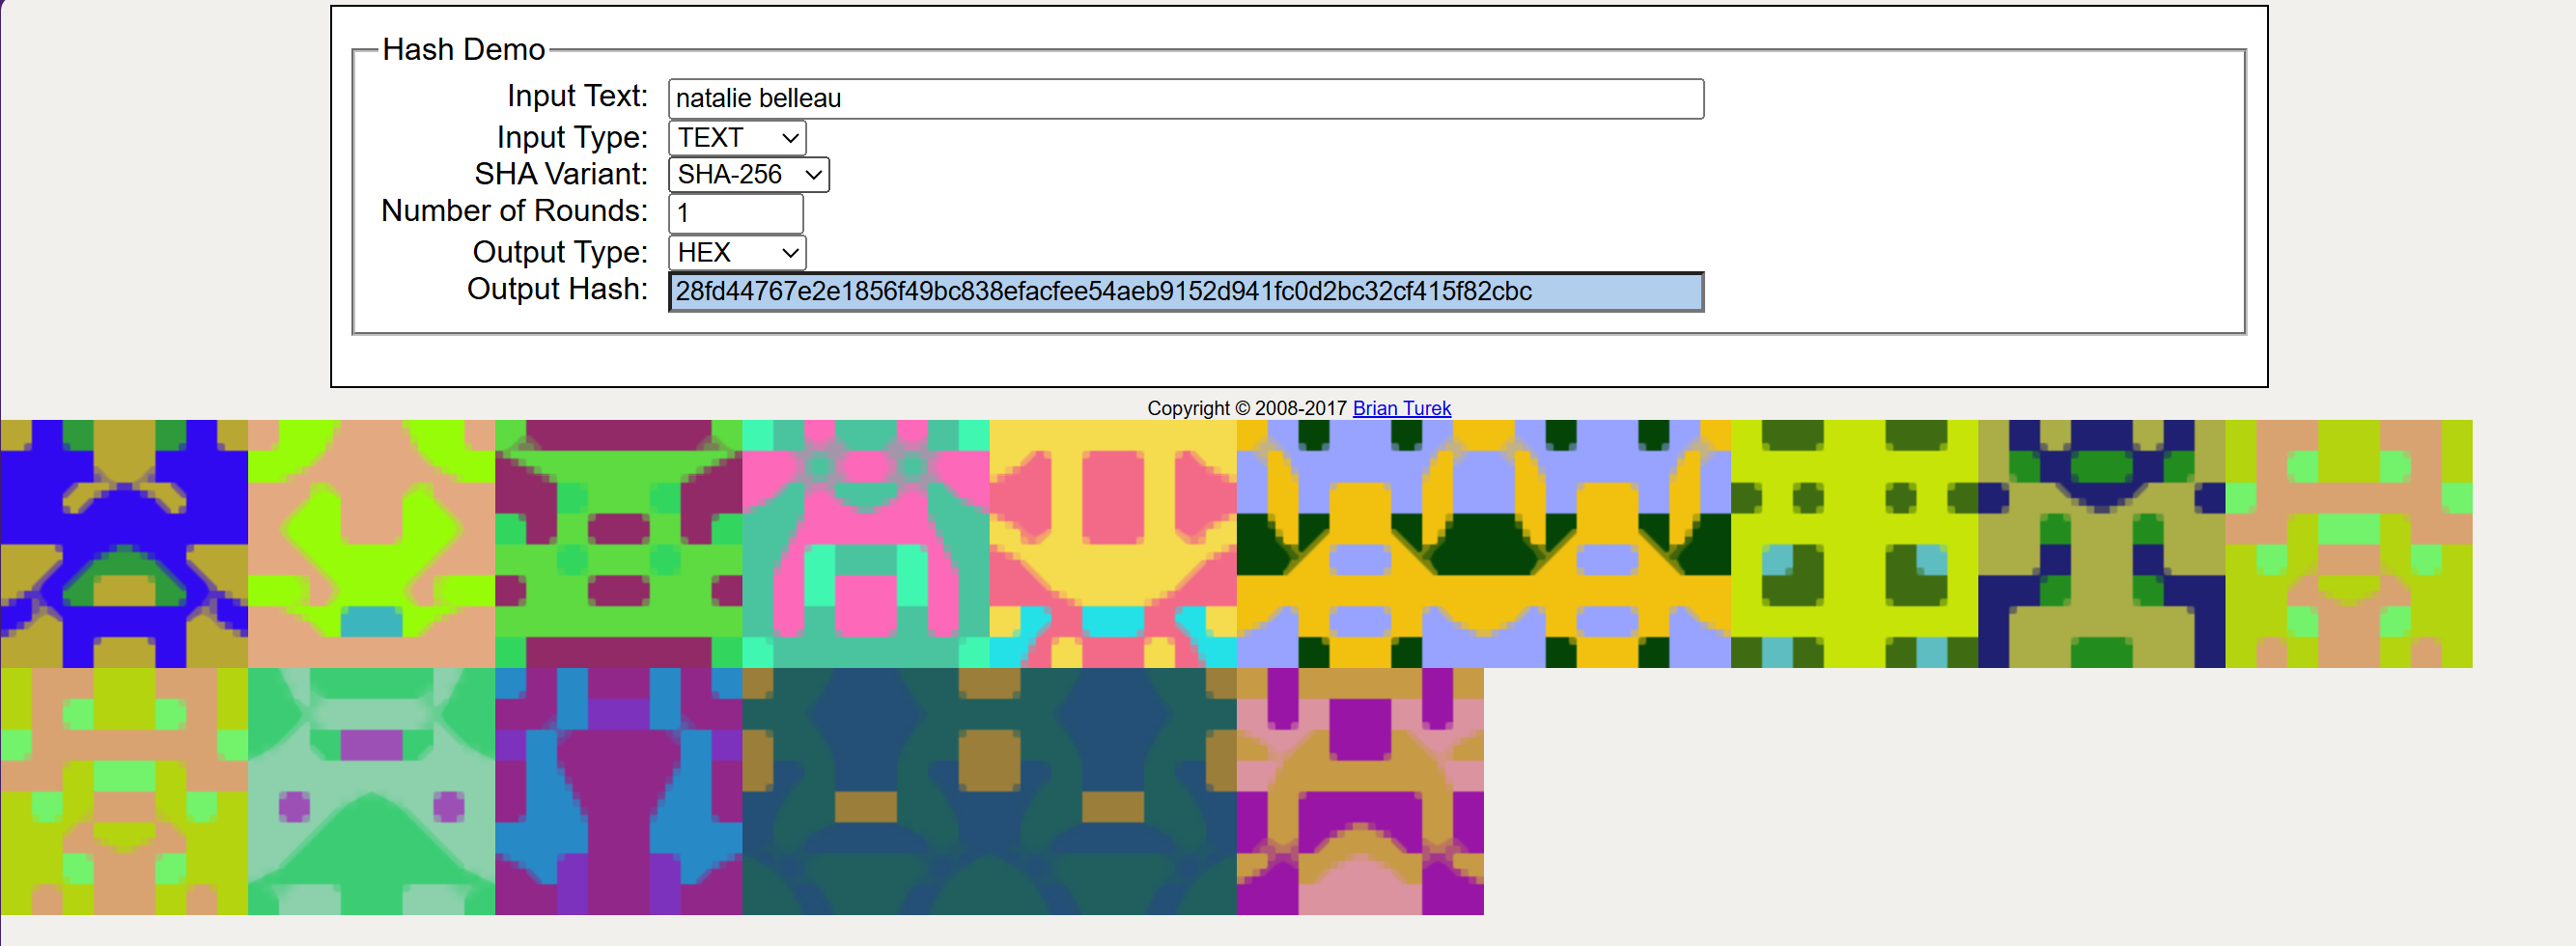 Hash Demo
Input Text: natalie belleau
Input Type: TEXT
SHA Variant: SHA-256
Number of Rounds: 1
Output Type: HEX
Output Hash: 28fd44767e2e1856f49bc838efacfee54aeb9152d941fc0d2bc32cf415f82cbc
Copyright © 2008-2017 Brian Turek